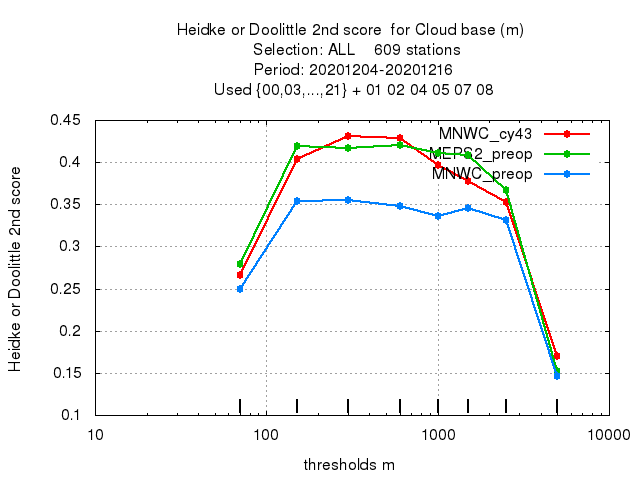 Heidke or Doolittle 2nd score  for Cloud base (m)
Selection: ALL    609 stations
Period: 20201204-20201216
Used {00,03,...,21} + 01 02 04 05 07 08
MNWC_cy43
MEPS2_preop
MNWC_preop
Heidke or Doolittle 2nd score
0.45
0.4
0.35
0.3
0.25
0.2
0.15
0.1
10 100 1000 10000
thresholds m